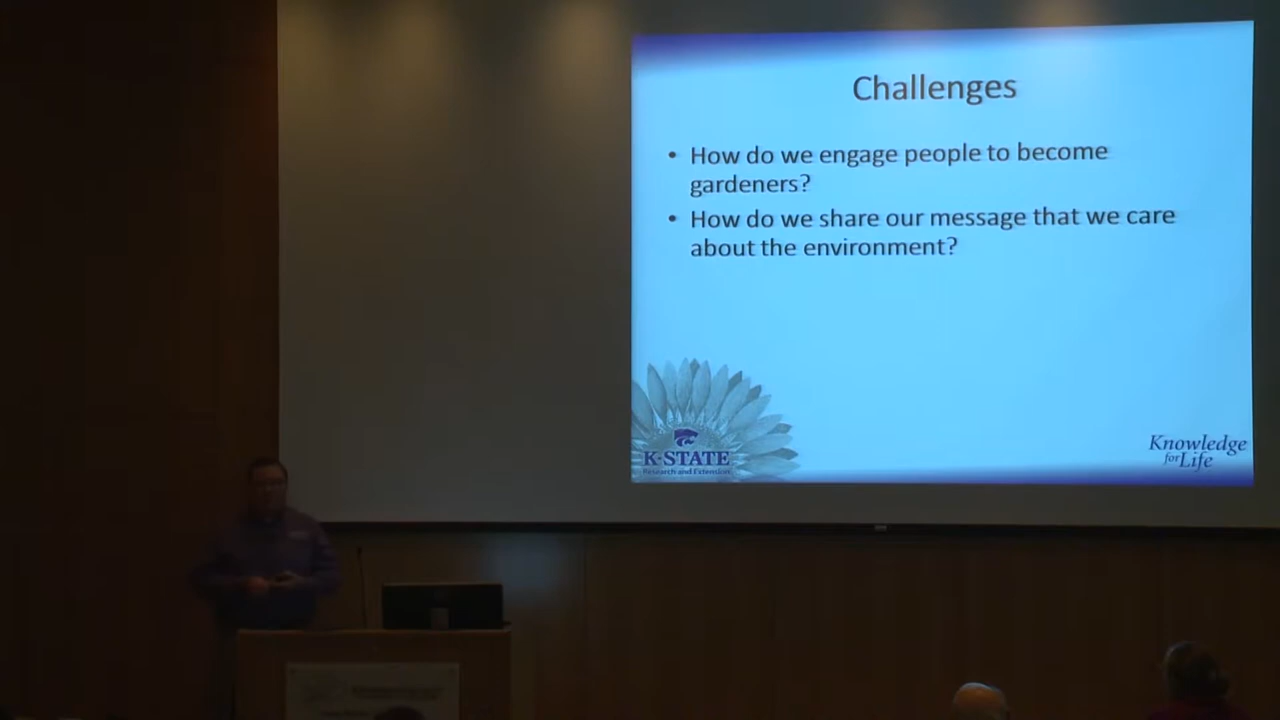 Challenges
• How do we engage people to become
gardeners?
• How do we share our message that we care
about the environment?
K-STATE
Research and Extension
Knowledge
for Life